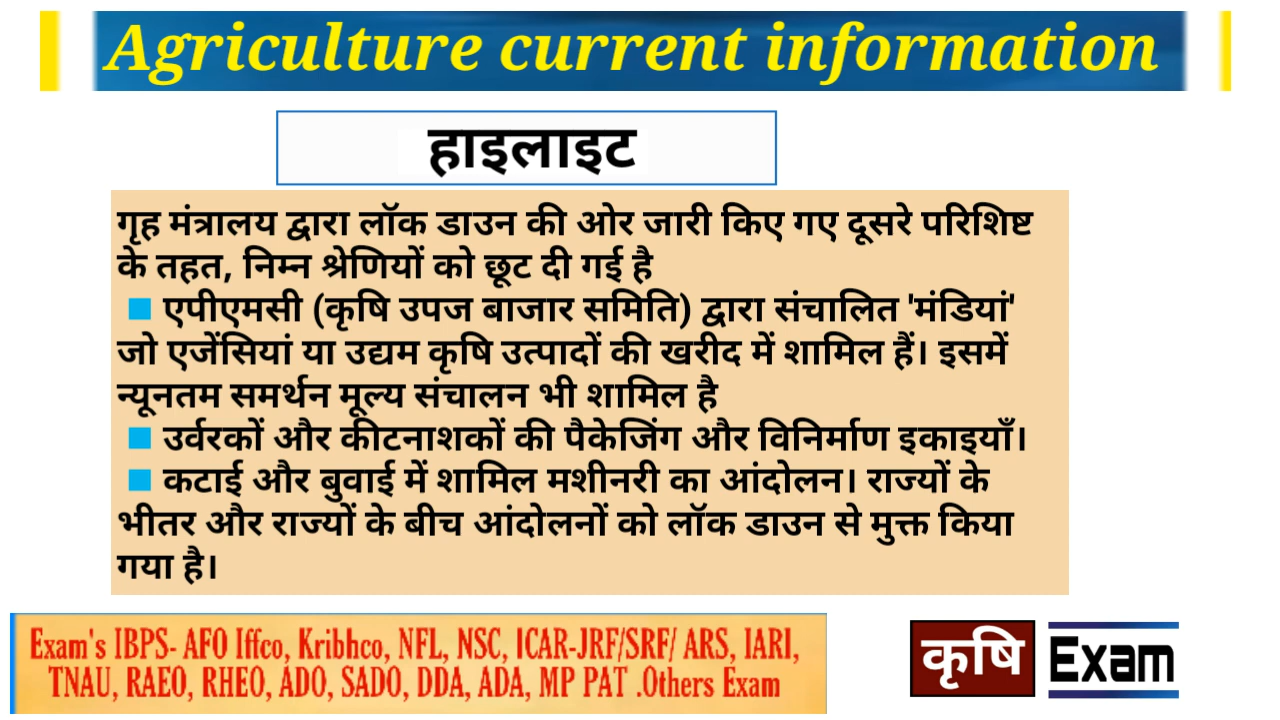 Agriculture current information
हाइलाइट
गृह मंत्रालय द्वारा लॉक डाउन की ओर जारी किए गए दूसरे परिशिष्ट
के तहत, निम्न श्रेणियों को छूट दी गई है
■ एपीएमसी (कृषि उपज बाजार समिति) द्वारा संचालित 'मंडियां'
जो एजेंसियां या उद्यम कृषि उत्पादों की खरीद में शामिल हैं। इसमें
न्यूनतम समर्थन मूल्य संचालन भी शामिल है
■ उर्वरकों और कीटनाशकों की पैकेजिंग और विनिर्माण इकाइयाँ।
■ कटाई और बुवाई में शामिल मशीनरी का आंदोलन। राज्यों के
भीतर और राज्यों के बीच आंदोलनों को लॉक डाउन से मुक्त किया
गया है।
Exam's IBPS- AFO Iffco, Kribhco, NFL, NSC, ICAR-JRF/SRF/ ARS, IARI,
TNAU, RAEO, RHEO, ADO, SADO, DDA, ADA, MP PAT .Others Exam
कृषि Exam